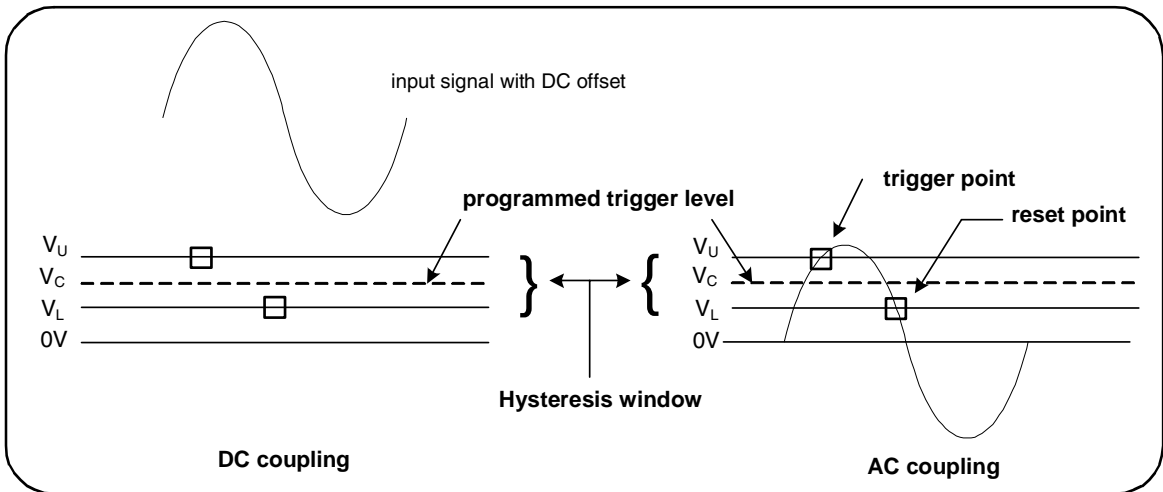 input signal with DC offset
programmed trigger level
trigger point
reset point
VU
VC
VL
0V
VU
VC
VL
0V
} {
Hysteresis window
DC coupling
AC coupling